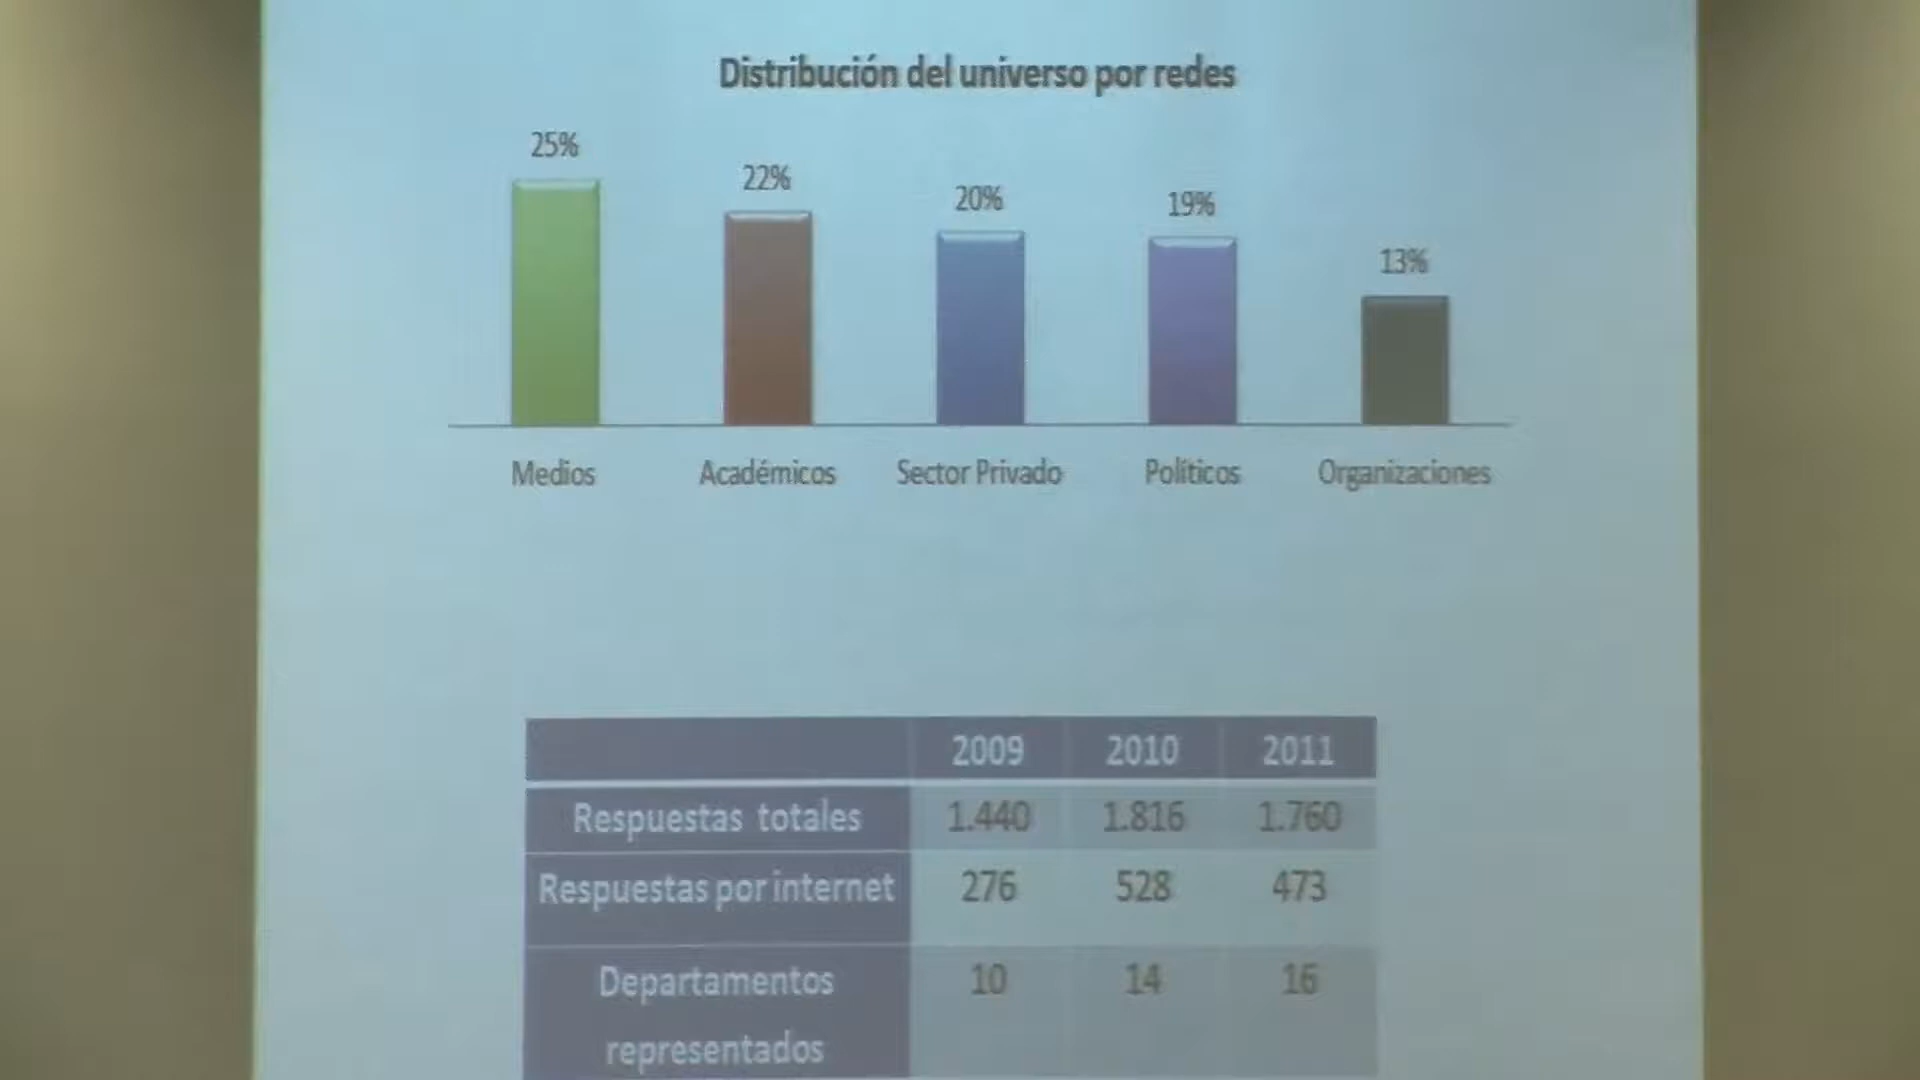 Distribución del universo por redes
25%
22%
20%
19%
13%
Medios
Académicos
Sector Privado
Políticos
Organizaciones
2009 2010 2011
Respuestas totales 1.440 1.816 1.760
Respuestas por internet 276 528 473
Departamentos 10 14 16
representados